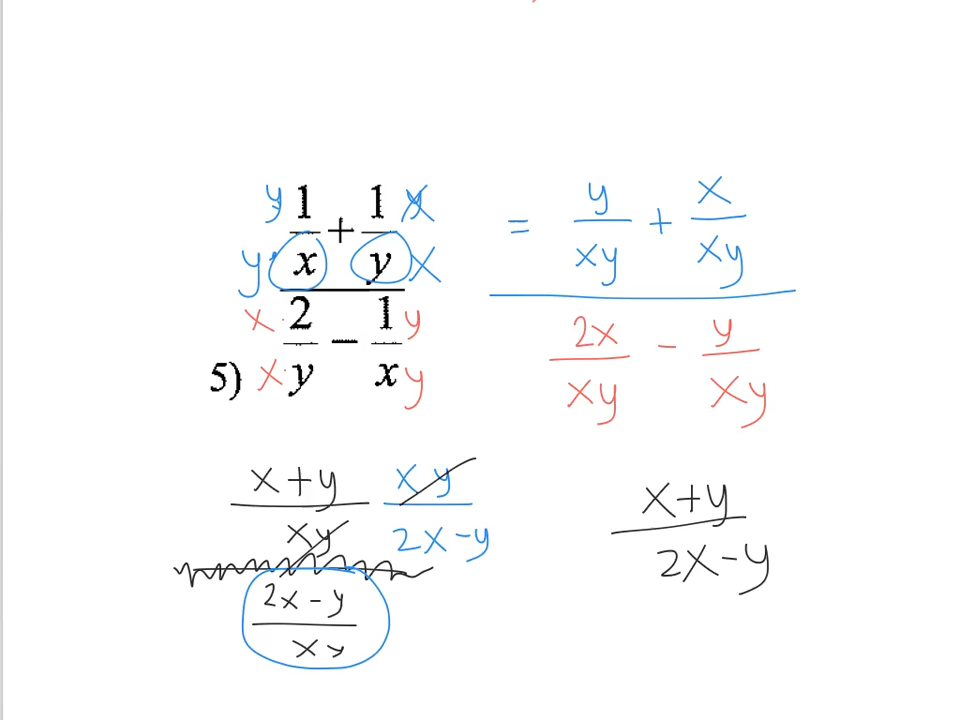 y 1/x + 1/y x = y/xy + x/xy
y x y x
x 2/y − 1/x y 2x/xy − y/xy
5) x y x y
x+y/xy xy/2x−y x+y/2x−y
2x−y/xy